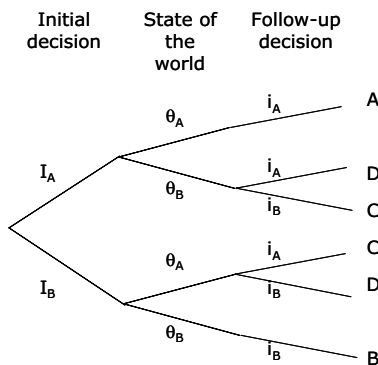 Initial decision
State of the world
Follow-up decision
θA
iA
A
IA
θB
iA
D
iB
C
IB
θA
iA
C
iB
D
θB
iB
B